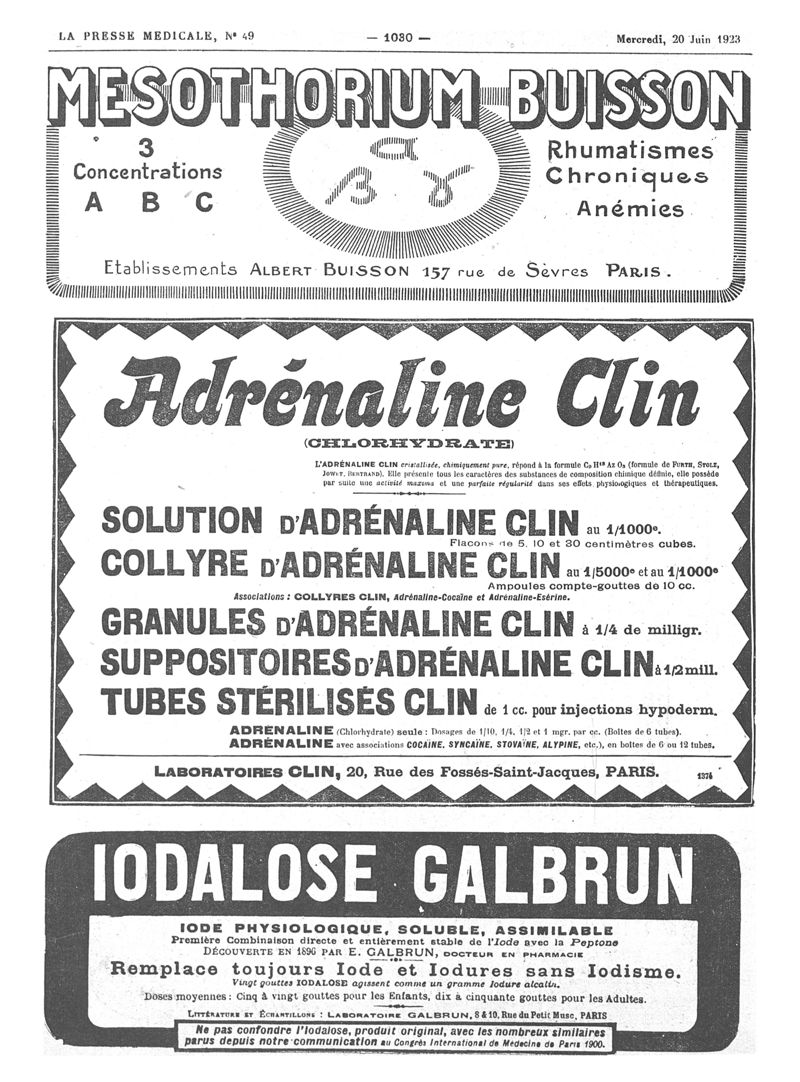 LA PRESSE MEDICALE, Nº 49
— 1030 —
Mercredi, 20 Juin 1923
MESOTHORIUM BUISSON
3
Concentrations
A B C
α
β γ
Rhumatismes
Chroniques
Anémies
Etablissements ALBERT BUISSON 157 rue de Sèvres PARIS.
Adrénaline Clin
(CHLORHYDRATE)
L'ADRÉNALINE CLIN cristallisée, chimiquement pure, répond à la formule C9 H13 Az O3 (formule de FURTH, STOLZ,
JOWET, BERTRAND). Elle présente tous les caractères des substances de composition chimique définie, elle possède
par suite une activité maxima et une parfaite régularité dans ses effets physiologiques et thérapeutiques.
SOLUTION D'ADRÉNALINE CLIN au 1/1000e.
Flacons de 5, 10 et 30 centimètres cubes.
COLLYRE D'ADRÉNALINE CLIN au 1/5000e et au 1/1000e
Ampoules compte-gouttes de 10 cc.
Associations : COLLYRES CLIN, Adrénaline-Cocaïne et Adrénaline-Esérine.
GRANULES D'ADRÉNALINE CLIN à 1/4 de milligr.
SUPPOSITOIRES D'ADRÉNALINE CLIN à 1/2 mill.
TUBES STÉRILISÉS CLIN de 1 cc. pour injections hypoderm.
ADRÉNALINE (Chlorhydrate) seule : Dosages de 1/10, 1/4, 1/2 et 1 mgr. par cc. (Boîtes de 6 tubes).
ADRÉNALINE avec associations COCAÏNE, SYNCAÏNE, STOVAÏNE, ALYPINE, etc.), en boîtes de 6 ou 12 tubes.
LABORATOIRES CLIN, 20, Rue des Fossés-Saint-Jacques, PARIS.
1374
IODALOSE GALBRUN
IODE PHYSIOLOGIQUE, SOLUBLE, ASSIMILABLE
Première Combinaison directe et entièrement stable de l'Iode avec la Peptone
DÉCOUVERTE EN 1896 PAR E. GALBRUN, DOCTEUR EN PHARMACIE
Remplace toujours Iode et Iodures sans Iodisme.
Vingt gouttes IODALOSE agissent comme un gramme Iodure alcalin.
Doses moyennes : Cinq à vingt gouttes pour les Enfants, dix à cinquante gouttes pour les Adultes.
LITTÉRATURE ET ÉCHANTILLONS : LABORATOIRE GALBRUN, 8 & 10, Rue du Petit Musc, PARIS
Ne pas confondre l'Iodalose, produit original, avec les nombreux similaires
parus depuis notre communication au Congrès International de Médecine de Paris 1900.